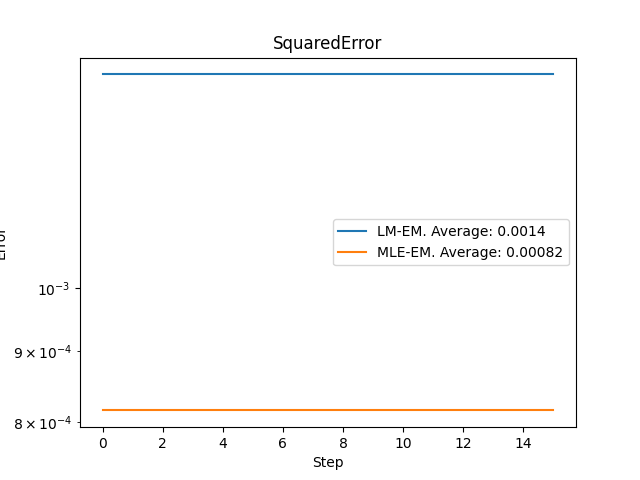 SquaredError
Error
10⁻³
9 × 10⁻⁴
8 × 10⁻⁴
LM-EM. Average: 0.0014
MLE-EM. Average: 0.00082
0 2 4 6 8 10 12 14
Step